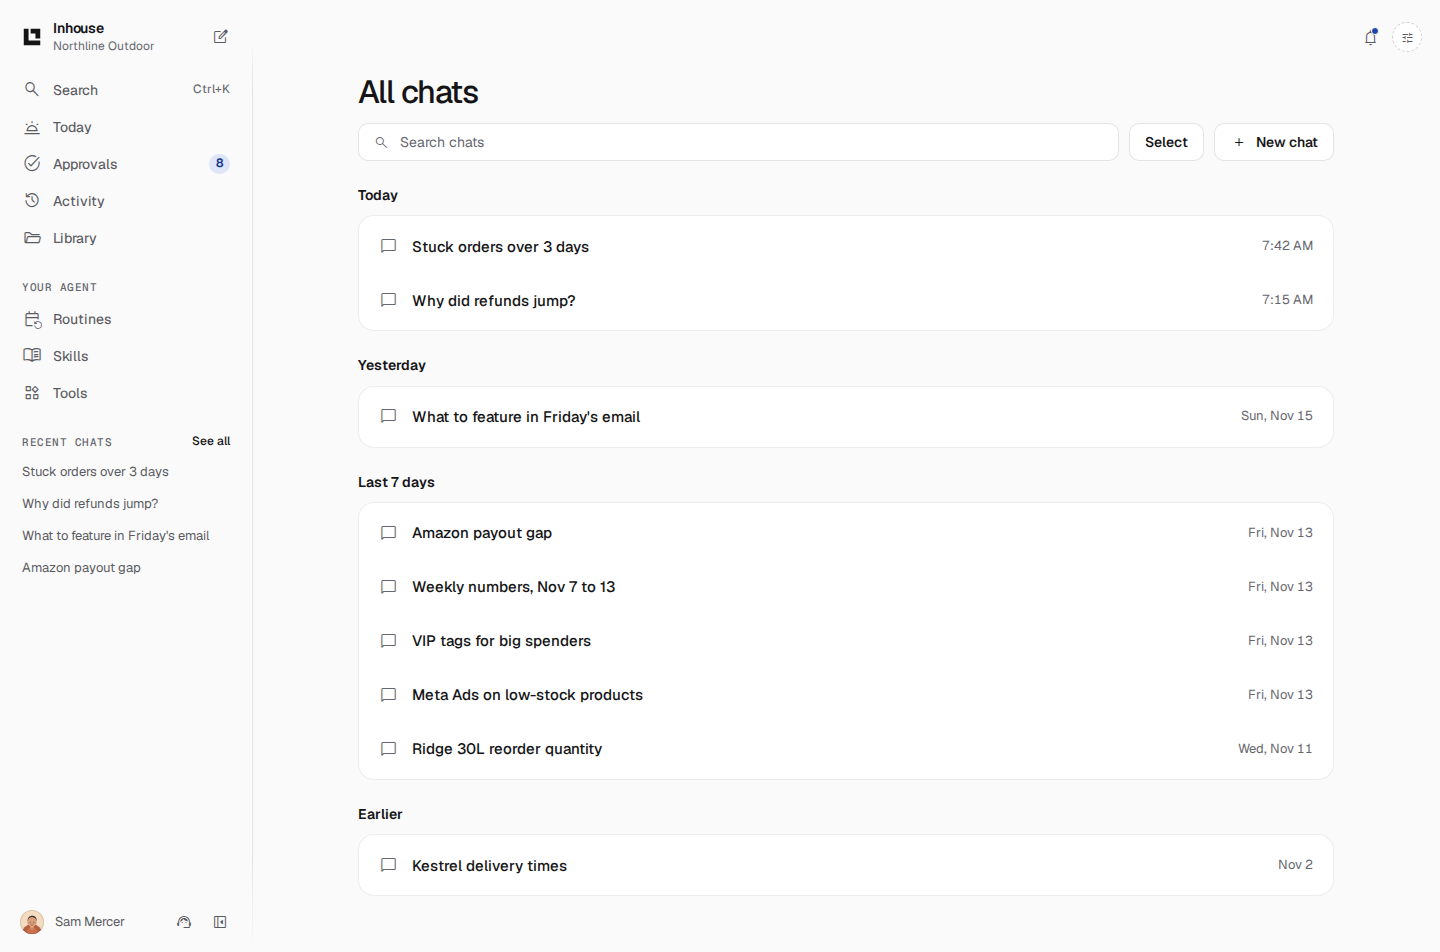 Inhouse
Northline Outdoor
Search Ctrl+K
Today
Approvals 8
Activity
Library
YOUR AGENT
Routines
Skills
Tools
RECENT CHATS See all
Stuck orders over 3 days
Why did refunds jump?
What to feature in Friday's email
Amazon payout gap
Sam Mercer
All chats
Search chats Select + New chat
Today
Stuck orders over 3 days 7:42 AM
Why did refunds jump? 7:15 AM
Yesterday
What to feature in Friday's email Sun, Nov 15
Last 7 days
Amazon payout gap Fri, Nov 13
Weekly numbers, Nov 7 to 13 Fri, Nov 13
VIP tags for big spenders Fri, Nov 13
Meta Ads on low-stock products Fri, Nov 13
Ridge 30L reorder quantity Wed, Nov 11
Earlier
Kestrel delivery times Nov 2